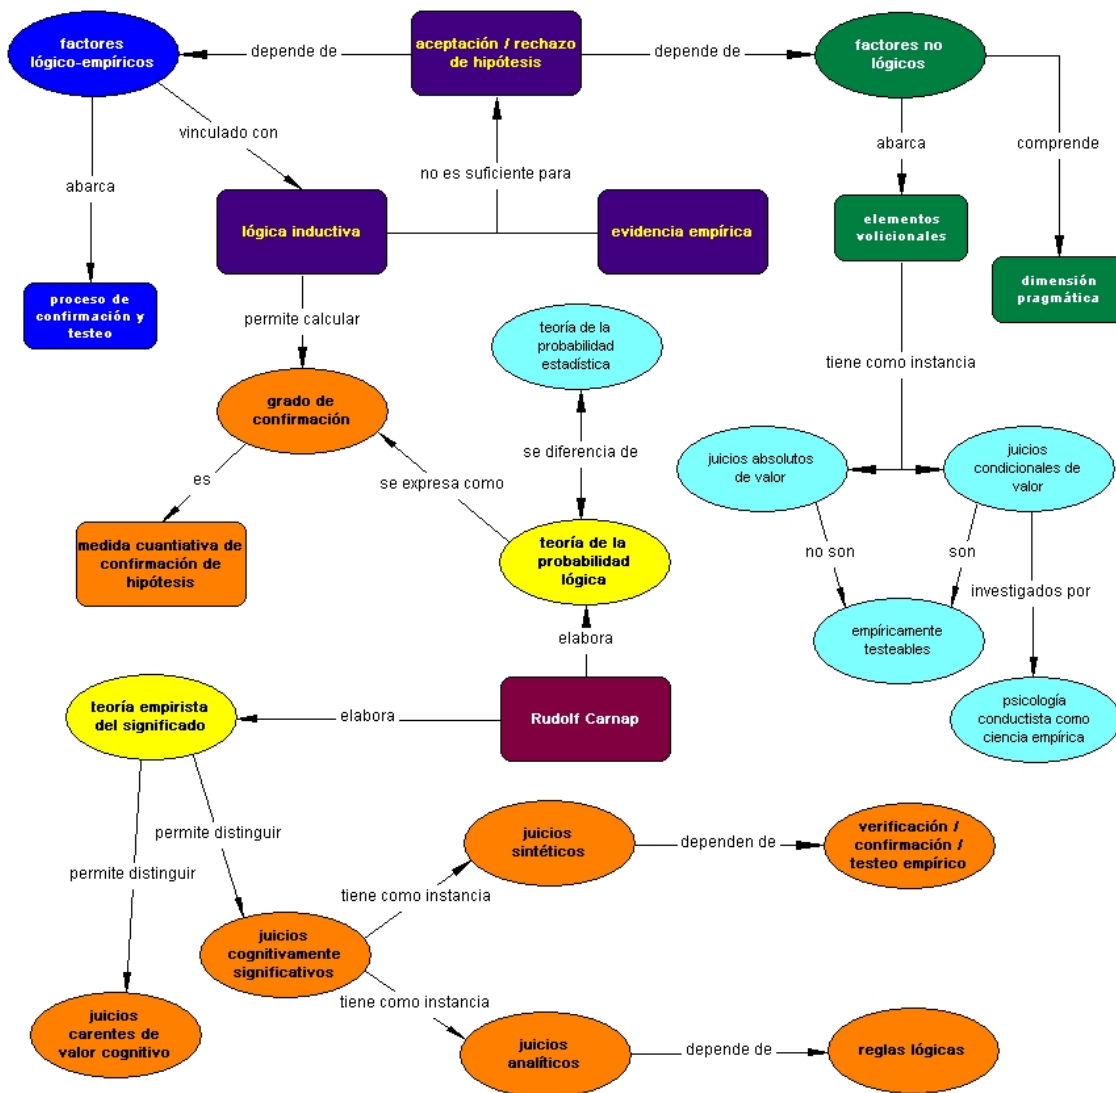 factores
lógico-empíricos
depende de
aceptación / rechazo
de hipótesis
depende de
factores no
lógicos
vinculado con
abarca
no es suficiente para
abarca
comprende
lógica inductiva
evidencia empírica
elementos
volicionales
proceso de
confirmación y
testeo
dimensión
pragmática
permite calcular
teoría de la
probabilidad
estadística
tiene como instancia
grado de
confirmación
se diferencia de
juicios absolutos
de valor
juicios
condicionales de
valor
es
se expresa como
medida cuantiativa de
confirmación de
hipótesis
teoría de la
probabilidad
lógica
no son
son
investigados por
elabora
empíricamente
testeables
teoría empirista
del significado
elabora
Rudolf Carnap
psicología
conductista como
ciencia empírica
permite distinguir
permite distinguir
juicios
sintéticos
dependen de
verificación /
confirmación /
testeo empírico
tiene como instancia
juicios
cognitivamente
significativos
tiene como instancia
juicios
carentes de
valor cognitivo
juicios
analíticos
depende de
reglas lógicas